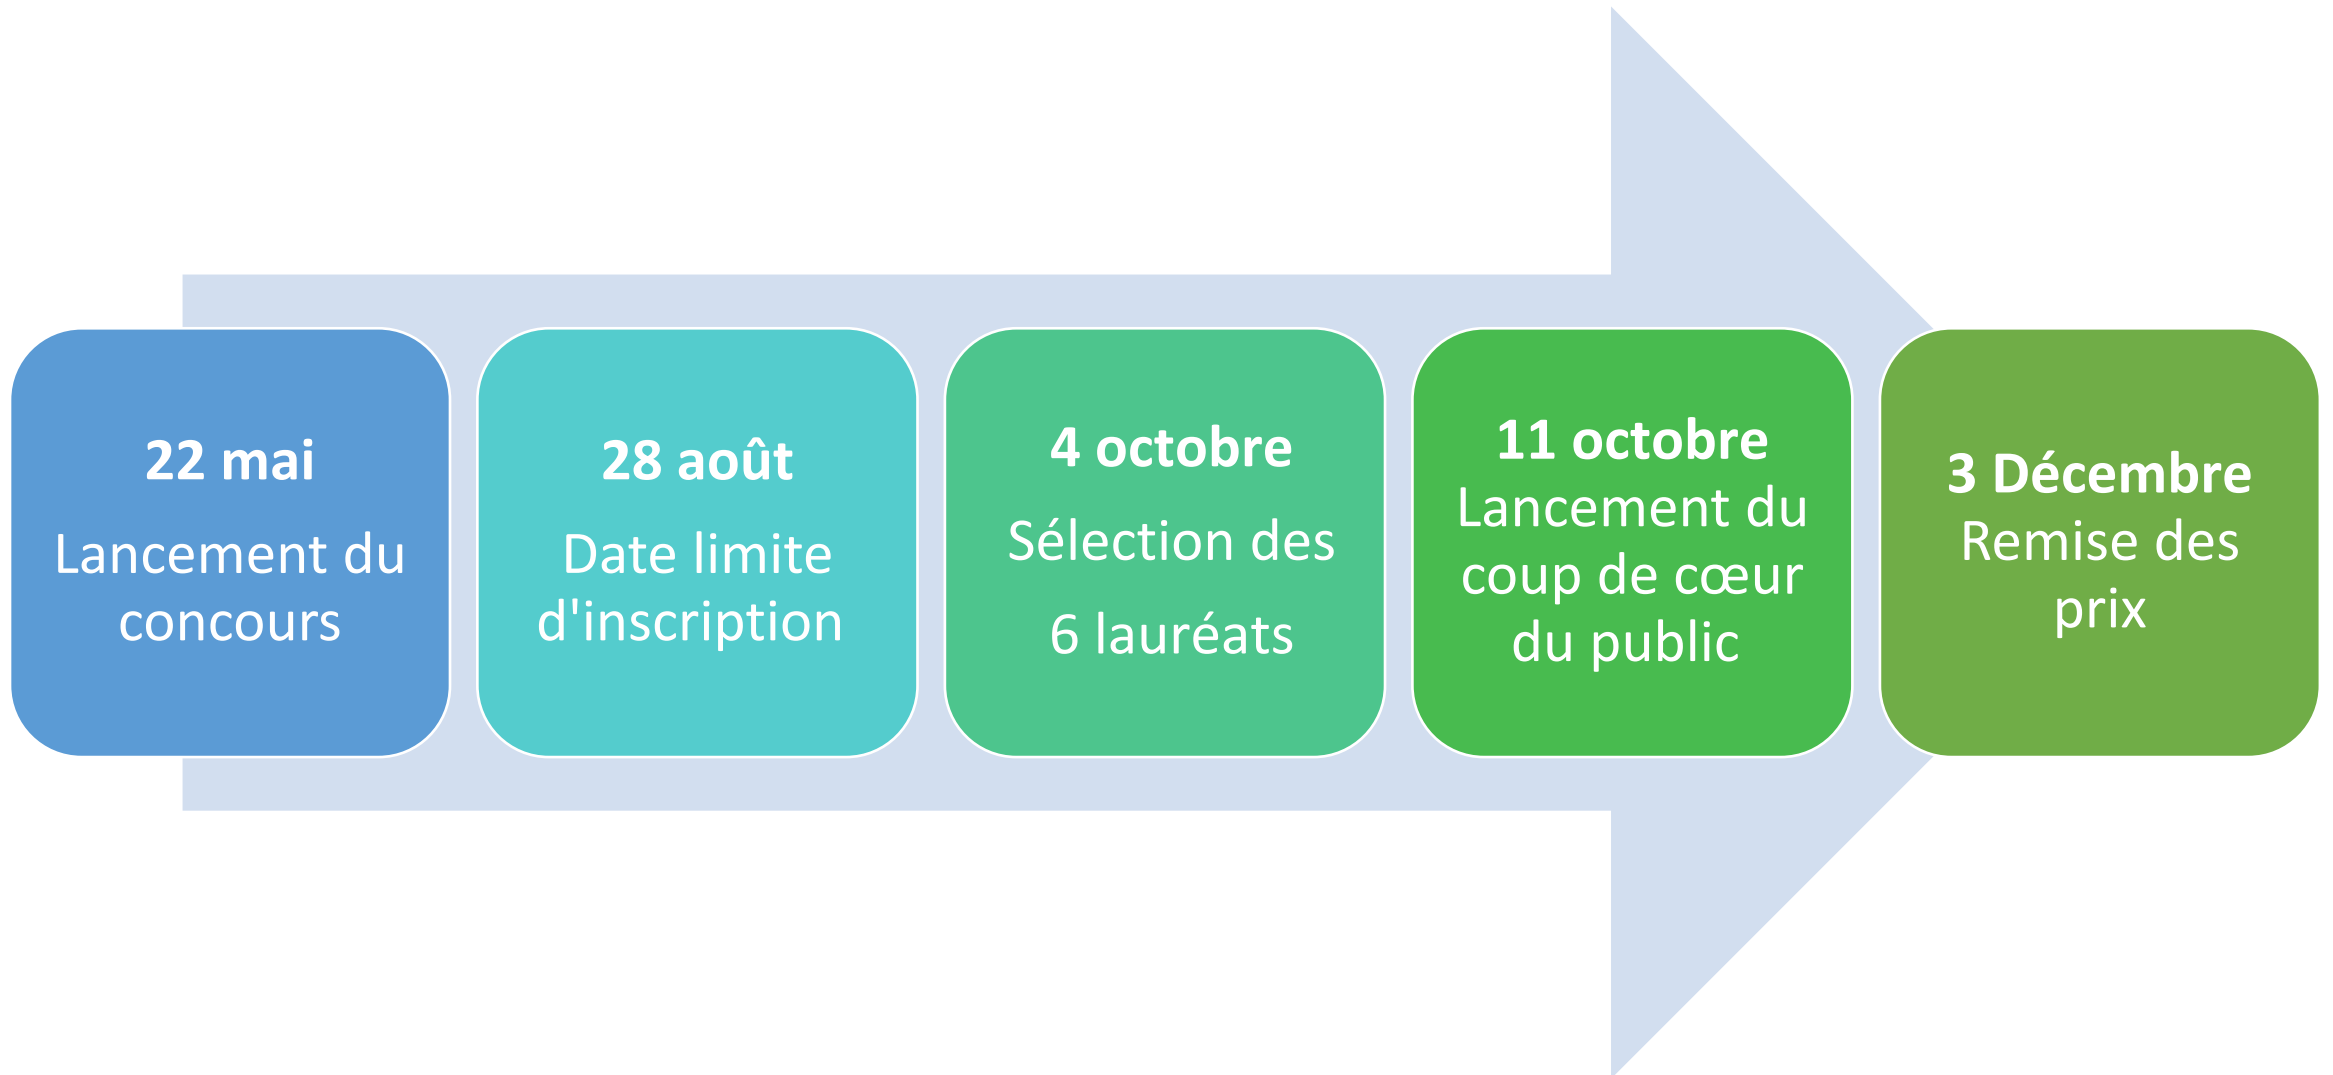 22 mai
Lancement du
concours
28 août
Date limite
d'inscription
4 octobre
Sélection des
6 lauréats
11 octobre
Lancement du
coup de cœur
du public
3 Décembre
Remise des
prix